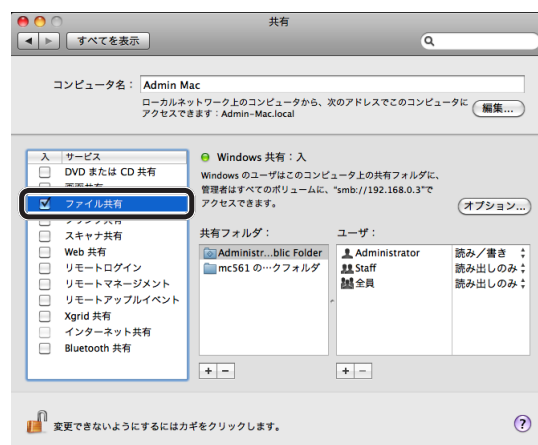 共有
すべてを表示
コンピュータ名： Admin Mac
ローカルネットワーク上のコンピュータから、次のアドレスでこのコンピュータに
アクセスできます：Admin-Mac.local
編集...
入 サービス
DVD または CD 共有
ファイル共有
スキャナ共有
Web 共有
リモートログイン
リモートマネージメント
リモートアップルイベント
Xgrid 共有
インターネット共有
Bluetooth 共有
Windows 共有：入
Windows のユーザはこのコンピュータ上の共有フォルダに、
管理者はすべてのボリュームに、"smb://192.168.0.3"で
アクセスできます。
オプション...
共有フォルダ：
Administr...blic Folder
mc561 の…クフォルダ
ユーザ：
Administrator 読み／書き
Staff 読み出しのみ
全員 読み出しのみ
変更できないようにするにはカギをクリックします。